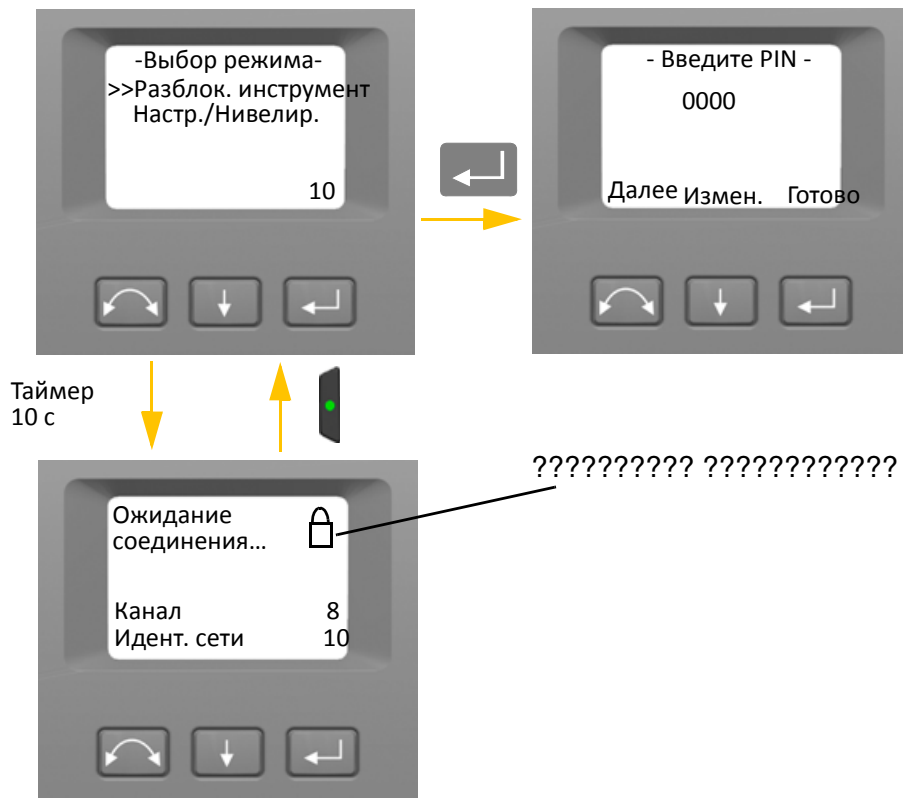 -Выбор режима-
>>Разблок. инструмент
Настр./Нивелир.
10
- Введите PIN -
0000
Далее Измен. Готово
Таймер
10 с
?????????? ????????????
Ожидание
соединения...
Канал 8
Идент. сети 10